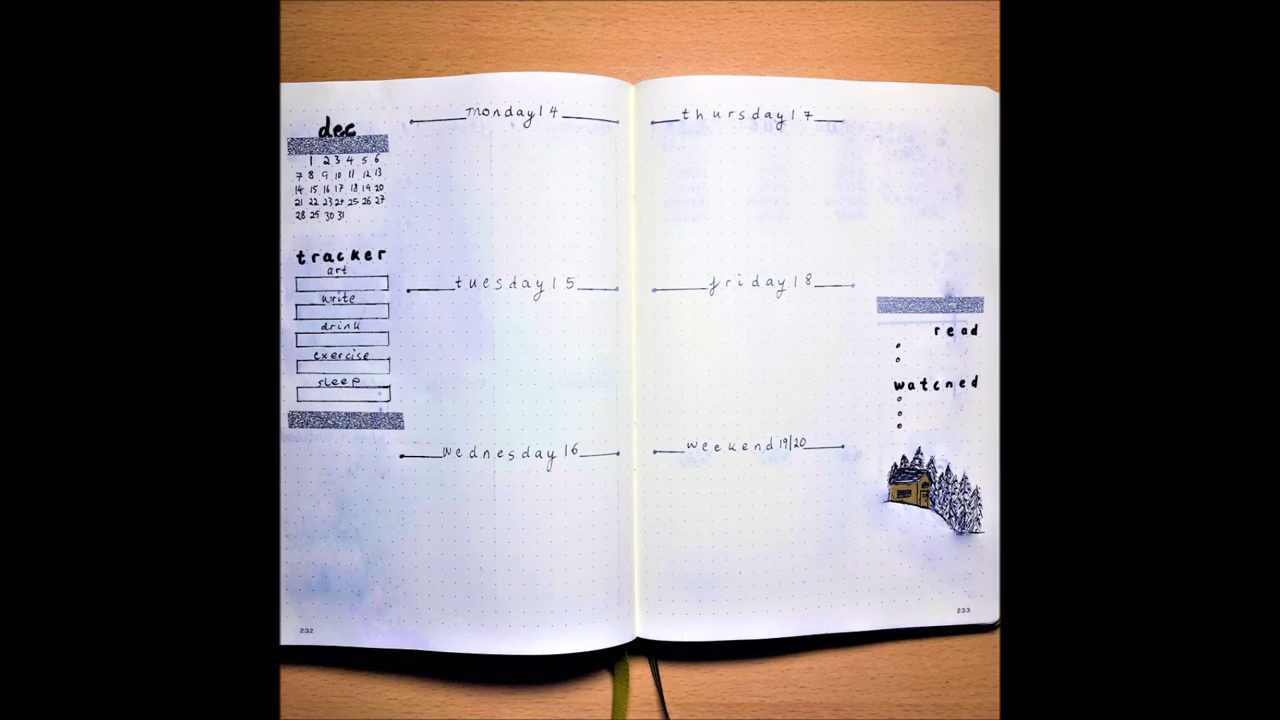 dec
1 2 3 4 5 6
7 8 9 10 11 12 13
14 15 16 17 18 19 20
21 22 23 24 25 26 27
28 29 30 31
tracker
art
write
drink
exercise
sleep
monday 14
tuesday 15
wednesday 16
232
thursday 17
friday 18
weekend 19/20
read
watched
233